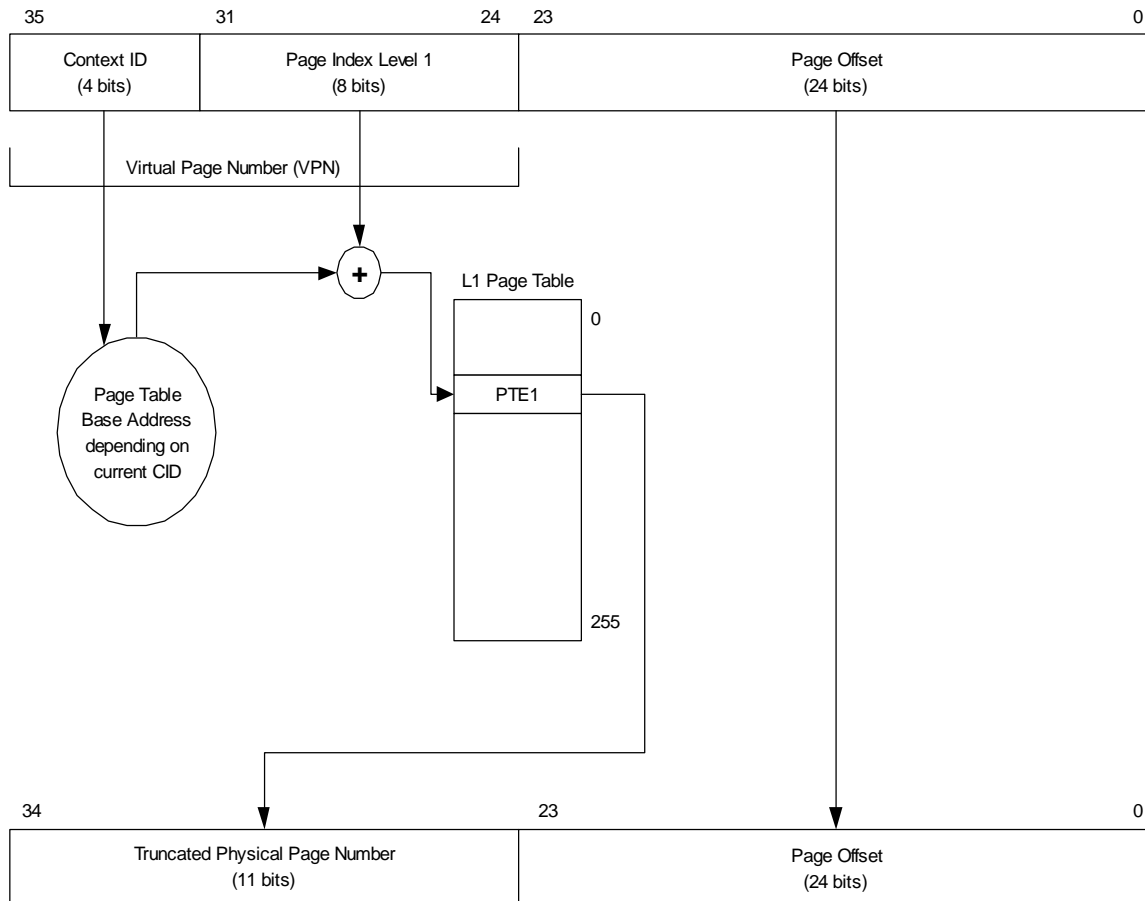 35
31
24
23
0
Context ID
(4 bits)
Page Index Level 1
(8 bits)
Page Offset
(24 bits)
Virtual Page Number (VPN)
+
L1 Page Table
0
PTE1
255
Page Table
Base Address
depending on
current CID
34
23
0
Truncated Physical Page Number
(11 bits)
Page Offset
(24 bits)